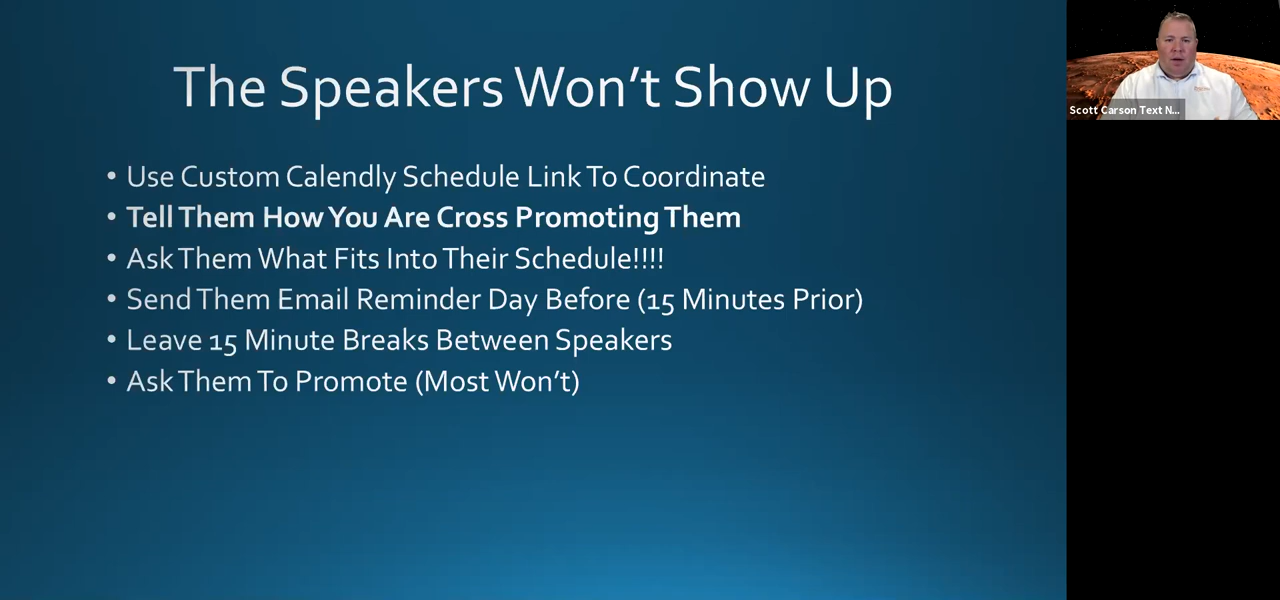 The Speakers Won't Show Up
• Use Custom Calendly Schedule Link To Coordinate
• Tell Them How You Are Cross Promoting Them
• Ask Them What Fits Into Their Schedule!!!!
• Send Them Email Reminder Day Before (15 Minutes Prior)
• Leave 15 Minute Breaks Between Speakers
• Ask Them To Promote (Most Won't)
Scott Carson Text N...